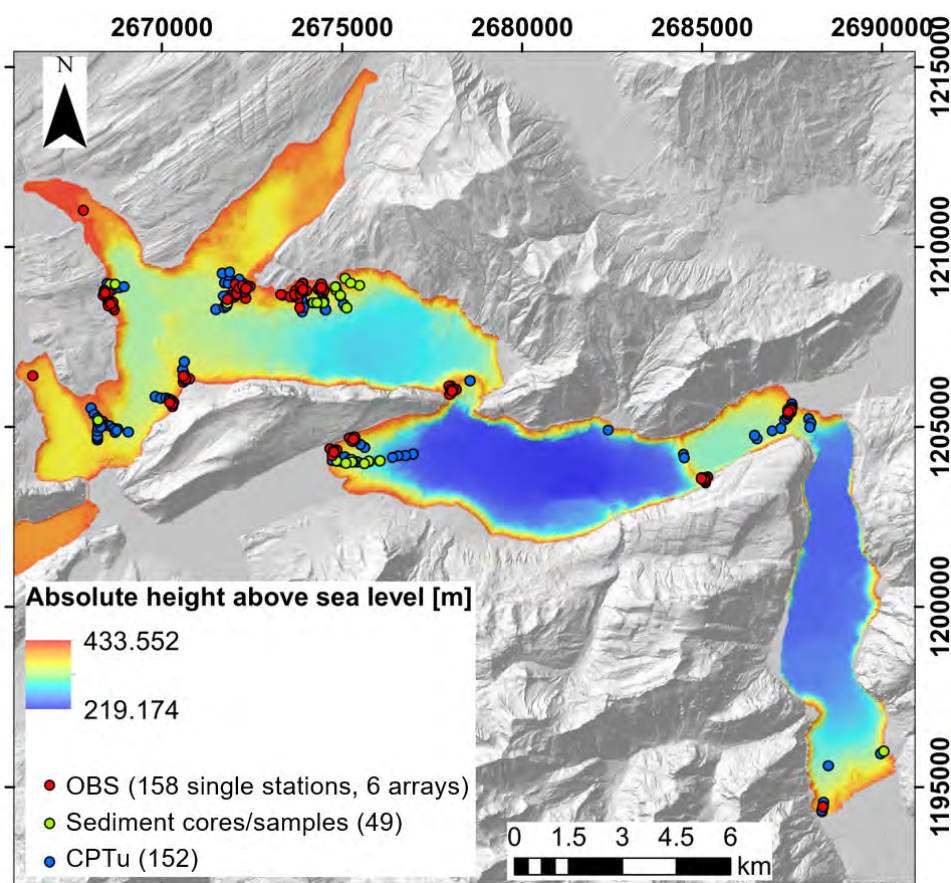 2670000 2675000 2680000 2685000 2690000
N
1215000
1210000
1205000
1200000
1195000
Absolute height above sea level [m]
433.552
219.174
OBS (158 single stations, 6 arrays)
Sediment cores/samples (49)
CPTu (152)
0 1.5 3 4.5 6
km